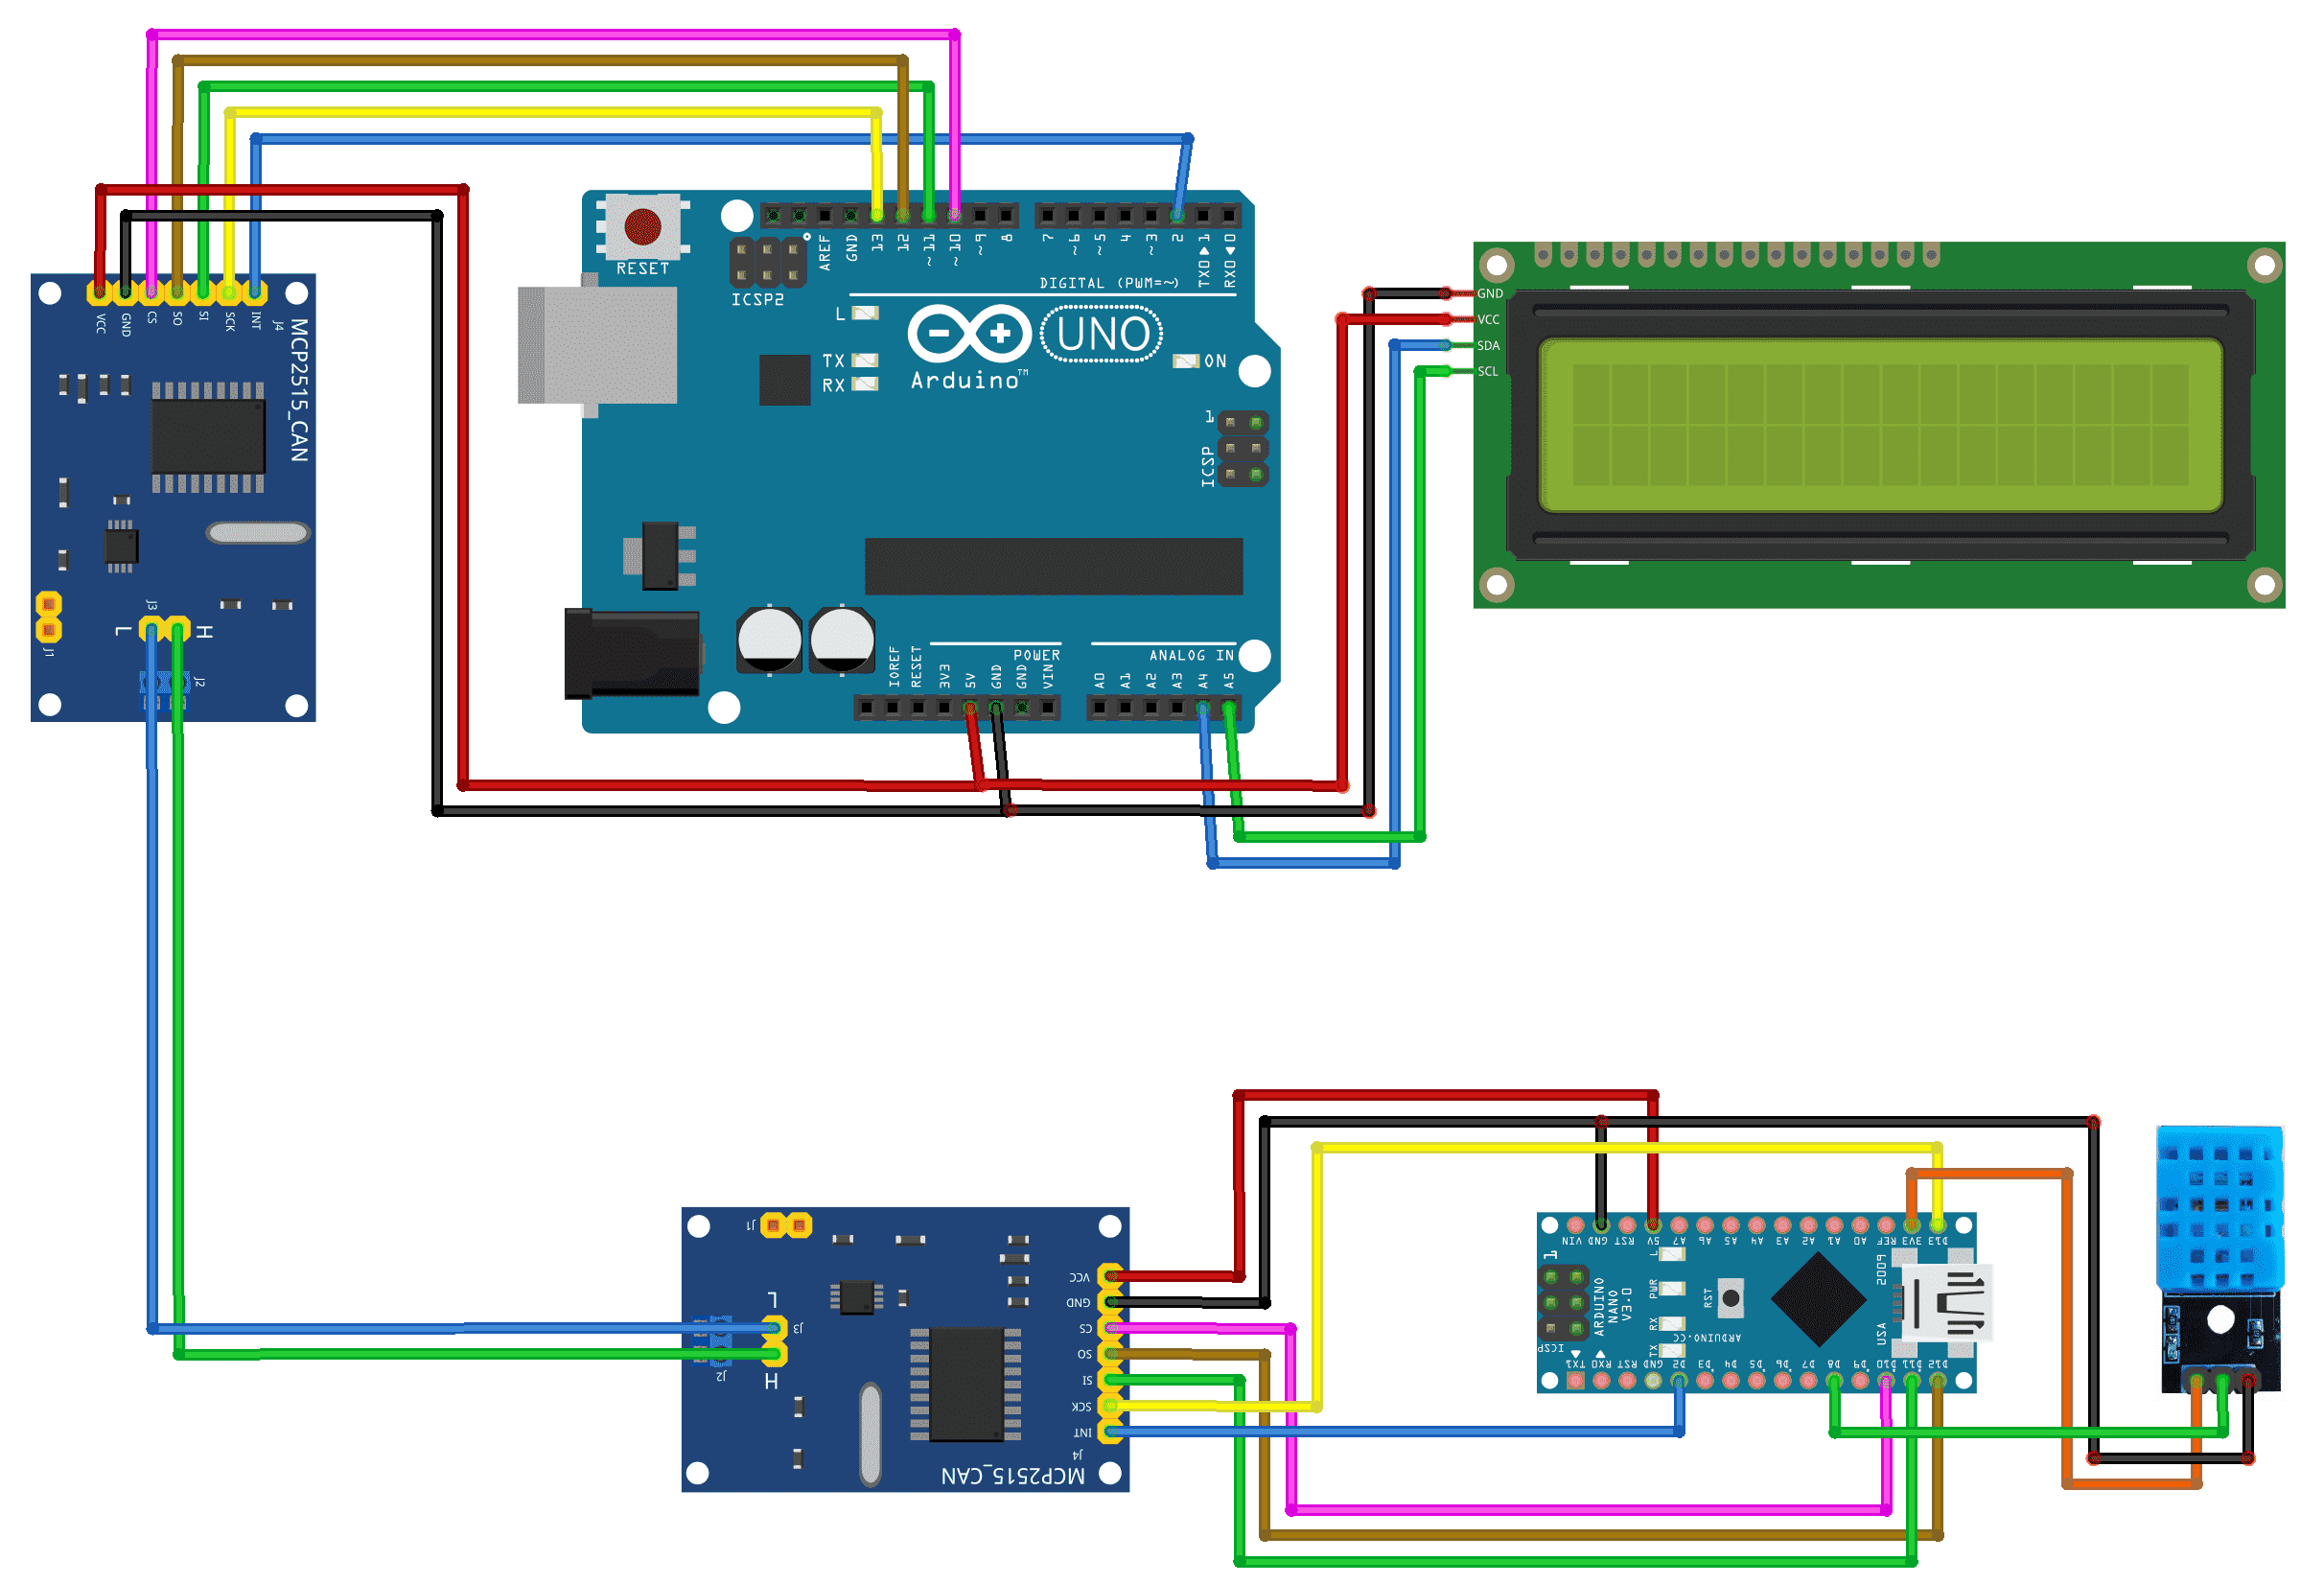 VCC
GND
CS
SO
SI
SCK
INT
J4
MCP2515_CAN
J3
L
H
J1
J2
RESET
ICSP2
AREF
GND
13
12
~11
~10
~9
8
7
~6
~5
4
~3
2
TX0▶1
RX0◀0
DIGITAL (PWM=~)
L
TX
RX
UNO
Arduino™
ON
1
ICSP
IOREF
RESET
3V3
5V
GND
GND
VIN
POWER
ANALOG IN
A0
A1
A2
A3
A4
A5
GND
VCC
SDA
SCL
J1
L
J3
J2
H
VCC
GND
CS
SO
SI
SCK
INT
J4
MCP2515_CAN
VIN
GND
RST
5V
A7
A6
A5
A4
A3
A2
A1
A0
REF
3V3
D13
1
L
PWR
RX
TX
ARDUINO
NANO
V3.0
RST
ARDUINO.CC
USA
ICSP
TX1
RX0
RST
GND
D2
D3
D4
D5
D6
D7
D8
D9
D10
D11
D12